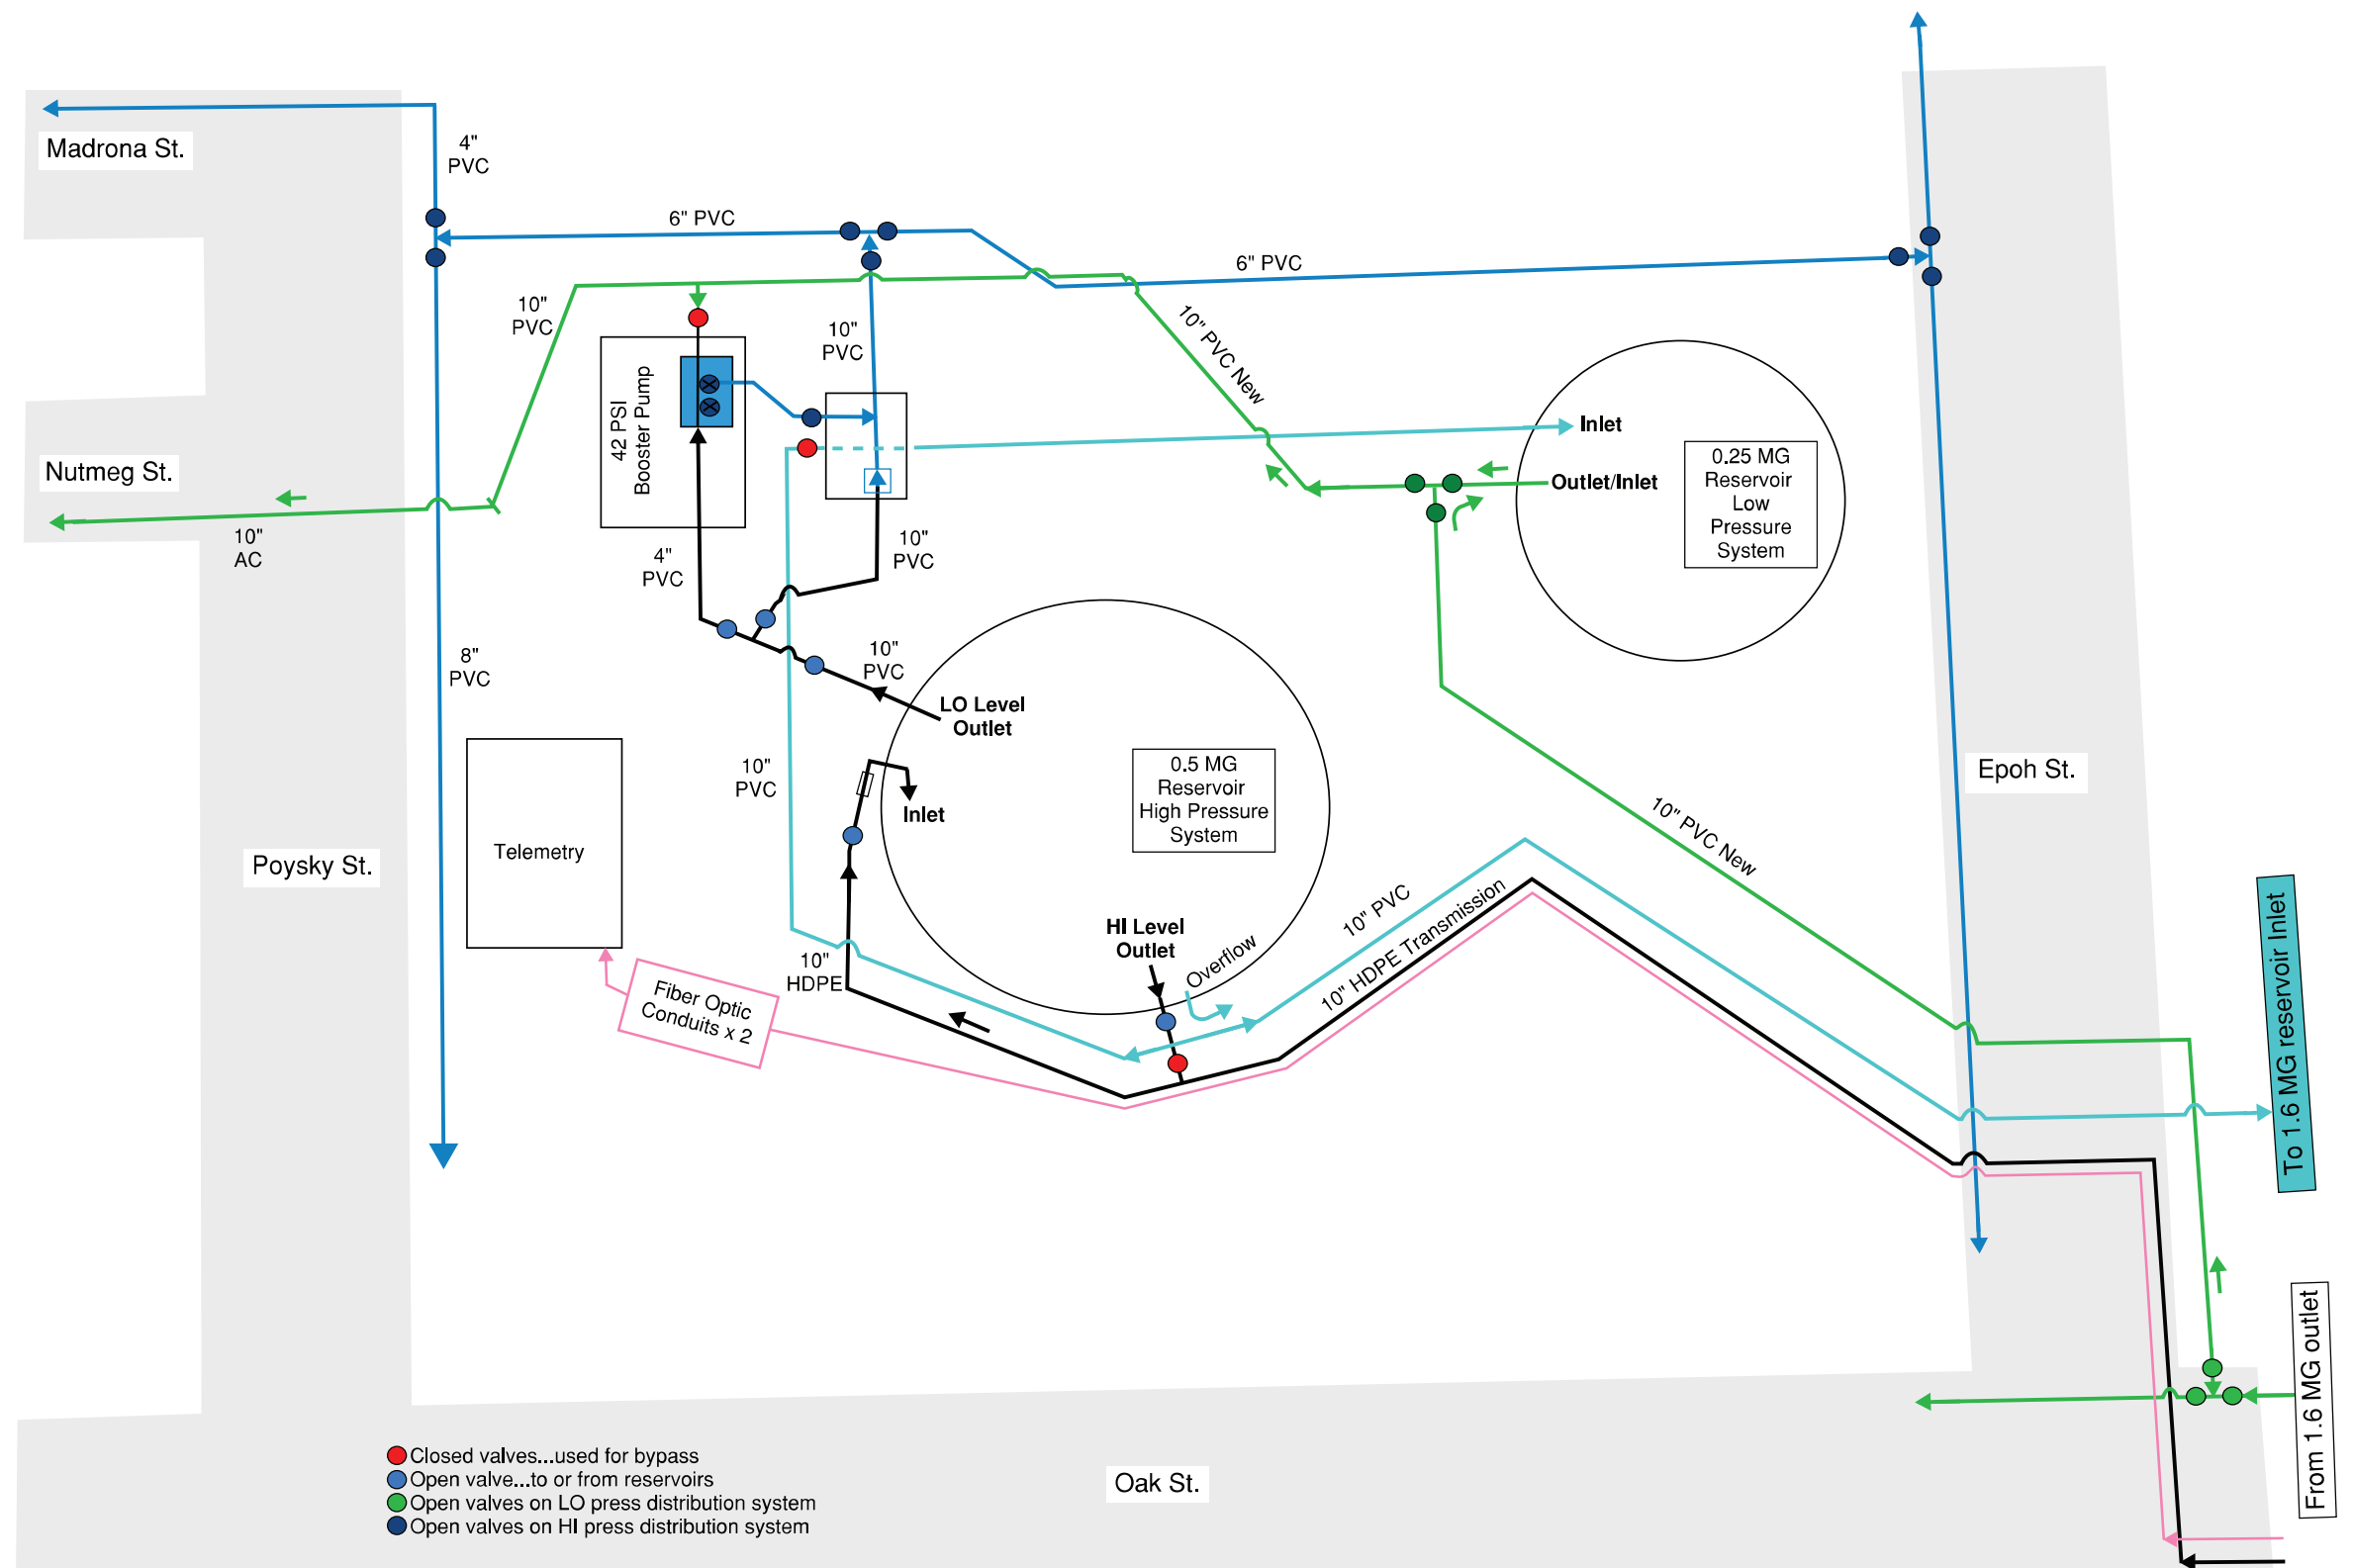 Madrona St.
4"
PVC
6" PVC
6" PVC
10"
PVC
10"
PVC
10" PVC New
42 PSI
Booster Pump
Inlet
Outlet/Inlet
0.25 MG
Reservoir
Low
Pressure
System
Nutmeg St.
10"
AC
4"
PVC
10"
PVC
8"
PVC
10"
PVC
LO Level
Outlet
10"
PVC
Inlet
0.5 MG
Reservoir
High Pressure
System
Epoh St.
10" PVC New
Telemetry
Poysky St.
HI Level
Outlet
Overflow
10" PVC
10" HDPE Transmission
10"
HDPE
Fiber Optic
Conduits x 2
To 1.6 MG reservoir Inlet
From 1.6 MG outlet
Closed valves...used for bypass
Open valve...to or from reservoirs
Open valves on LO press distribution system
Open valves on HI press distribution system
Oak St.